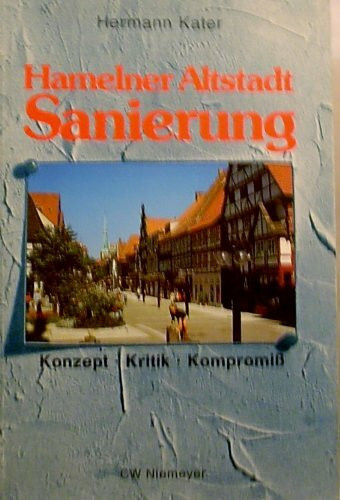 Hermann Kater
Hamelner Altstadt
Sanierung
Konzept · Kritik · Kompromiß
CW Niemeyer